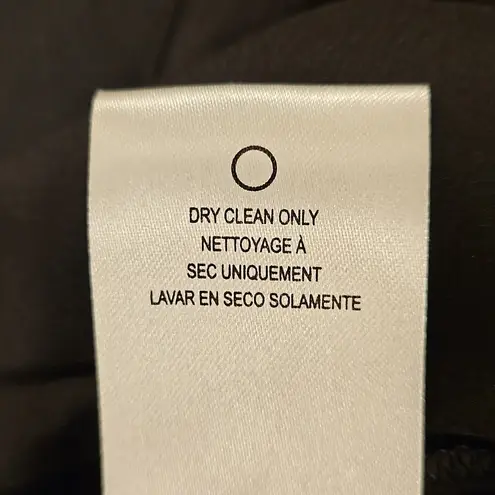 DRY CLEAN ONLY
NETTOYAGE À
SEC UNIQUEMENT
LAVAR EN SECO SOLAMENTE